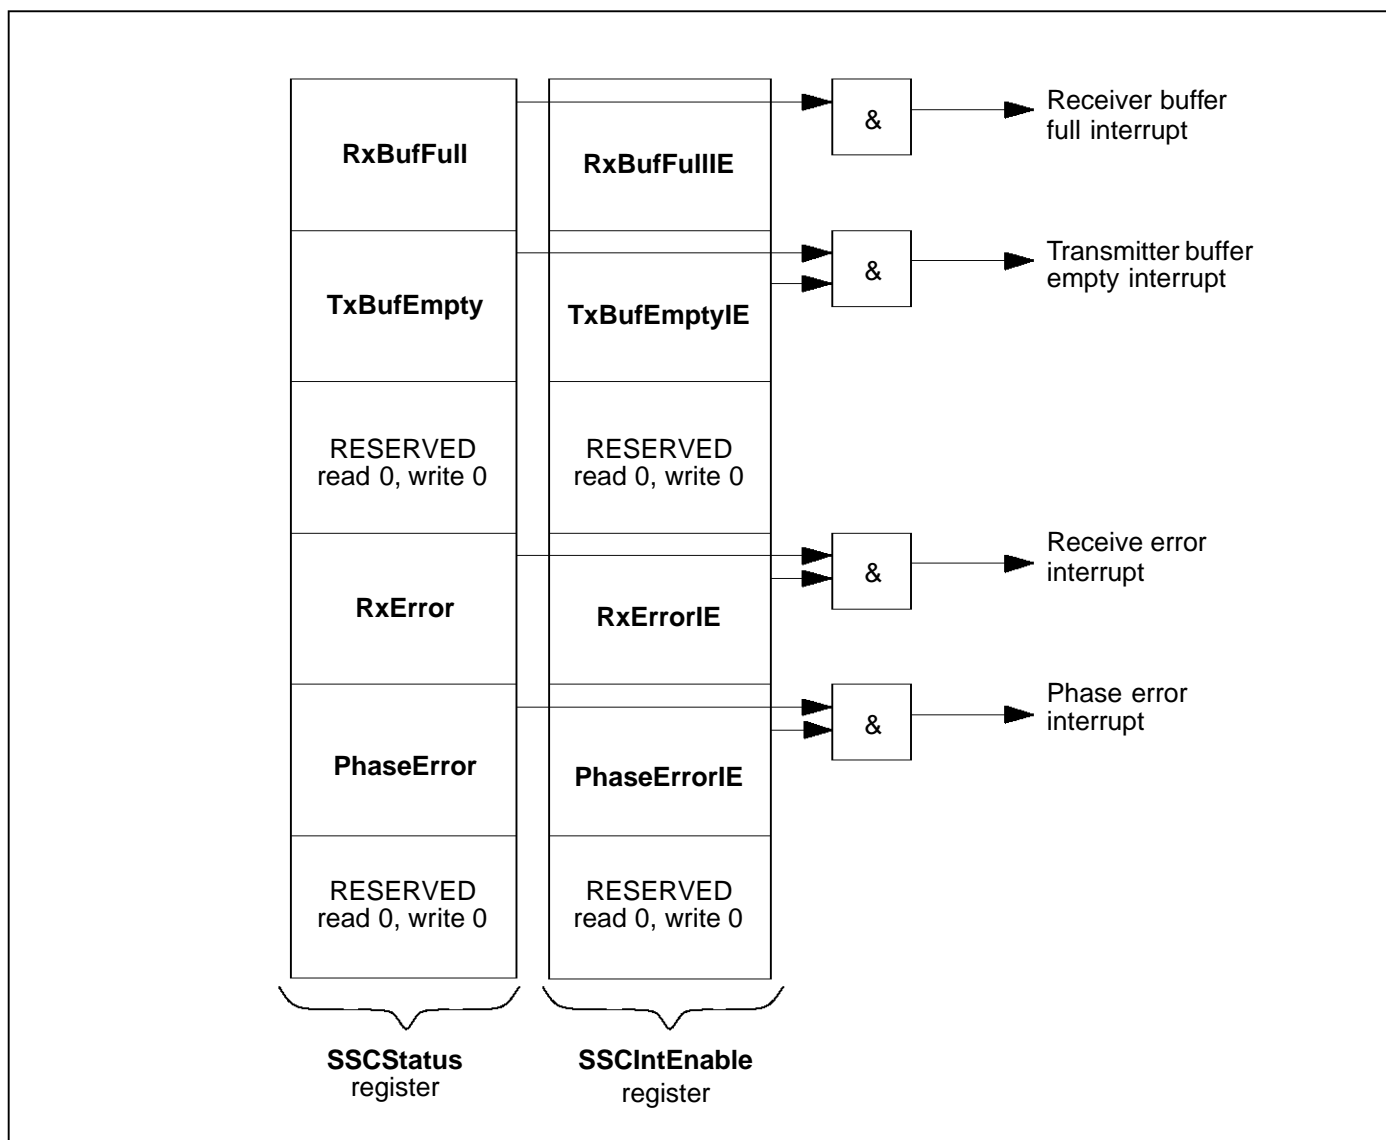 RxBufFull
RxBufFullIE
&
Receiver buffer
full interrupt
TxBufEmpty
TxBufEmptyIE
&
Transmitter buffer
empty interrupt
RESERVED
read 0, write 0
RESERVED
read 0, write 0
RxError
RxErrorIE
&
Receive error
interrupt
PhaseError
PhaseErrorIE
&
Phase error
interrupt
RESERVED
read 0, write 0
RESERVED
read 0, write 0
SSCStatus
register
SSCIntEnable
register